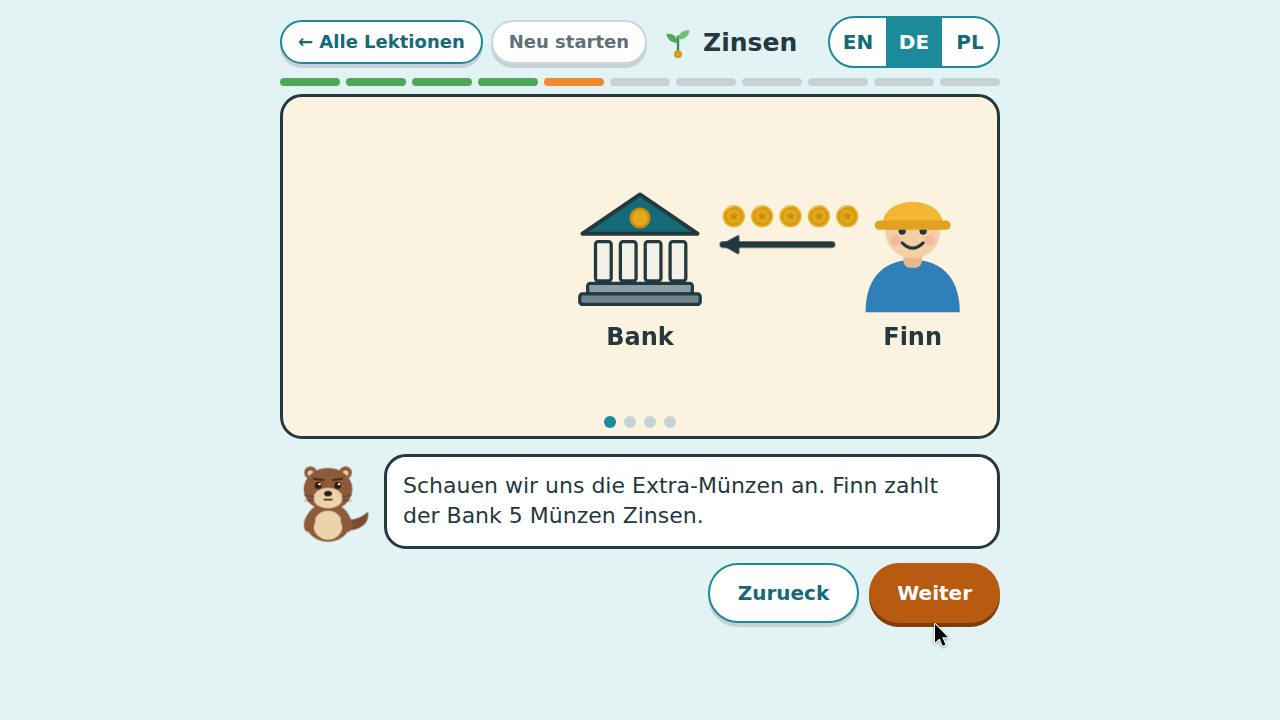 ← Alle Lektionen
Neu starten
Zinsen
EN
DE
PL
Bank
Finn
Schauen wir uns die Extra-Münzen an. Finn zahlt
der Bank 5 Münzen Zinsen.
Zurueck
Weiter